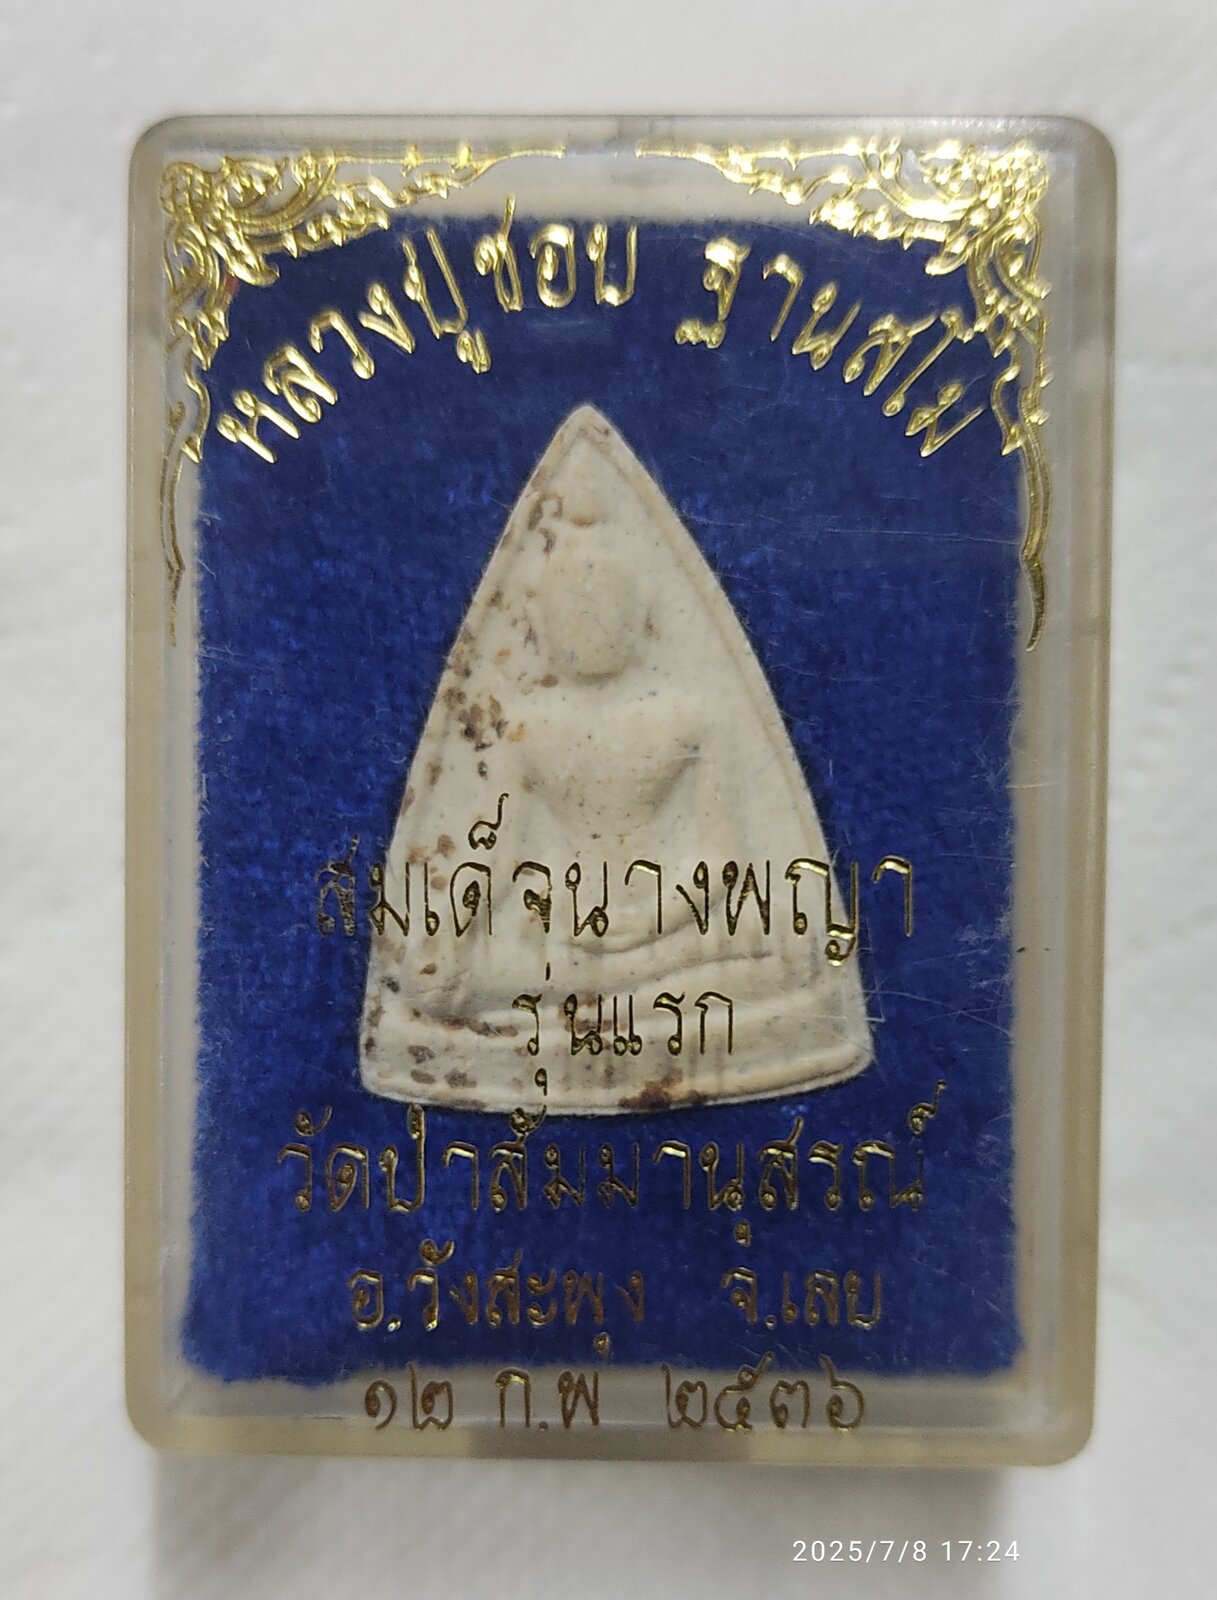 หลวงปู่ชอบ ฐานสโม
สมเด็จนางพญา
รุ่นแรก
วัดป่าสัมมานุสรณ์
อ.วังสะพุง จ.เลย
๑๒ ก.พ ๒๕๓๖
2025/7/8 17:24